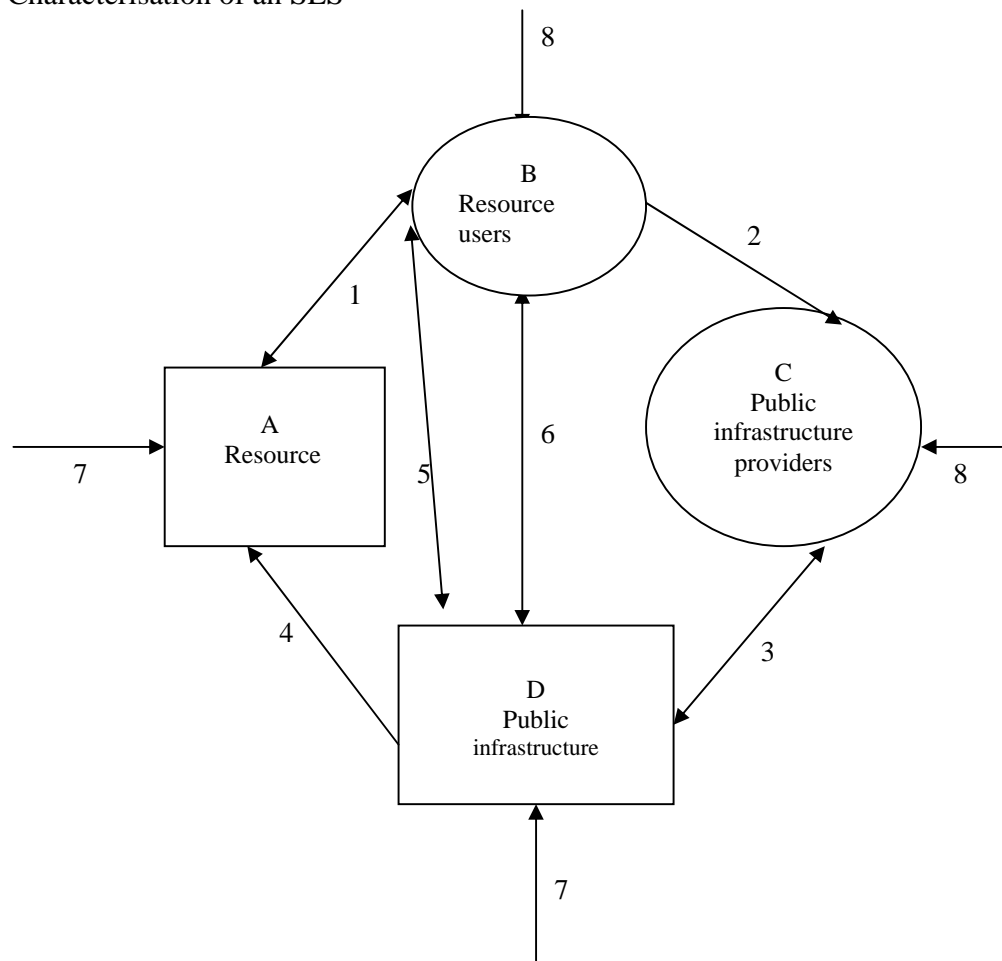 Characterisation of an SES
8
B
Resource
users
2
1
A
Resource
C
Public
infrastructure
providers
6
5
7
8
4
3
D
Public
infrastructure
7